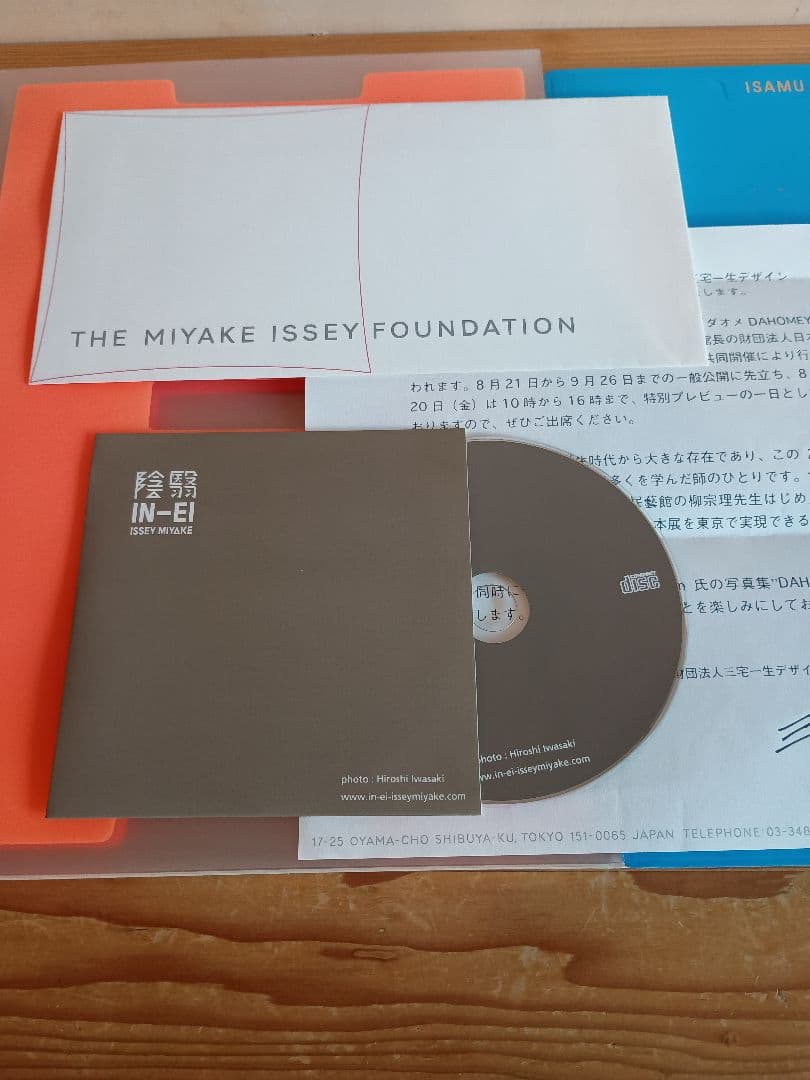 ISAMU
THE MIYAKE ISSEY FOUNDATION
三宅一生デザイン
します。
ダオメ DAHOMEY
館長の財団法人日本
共同開催により行
われます。8月21日から9月26日までの一般公開に先立ち、8
20日（金）は10時から16時まで、特別プレビューの一日とし
おりますので、ぜひご出席ください。
生時代から大きな存在であり、この 2
多くを学んだ師のひとりです。
民藝館の柳宗理先生はじめ
本展を東京で実現できる
n 氏の写真集"DAH
とを楽しみにしてお
同時に
します。
財団法人三宅一生デザイ
17-25 OYAMA-CHO SHIBUYA-KU, TOKYO 151-0065 JAPAN TELEPHONE 03-348
陰翳
IN-EI
ISSEY MIYAKE
photo : Hiroshi Iwasaki
www.in-ei-isseymiyake.com
disc
photo : Hiroshi Iwasaki
ww.in-ei-isseymiyake.com